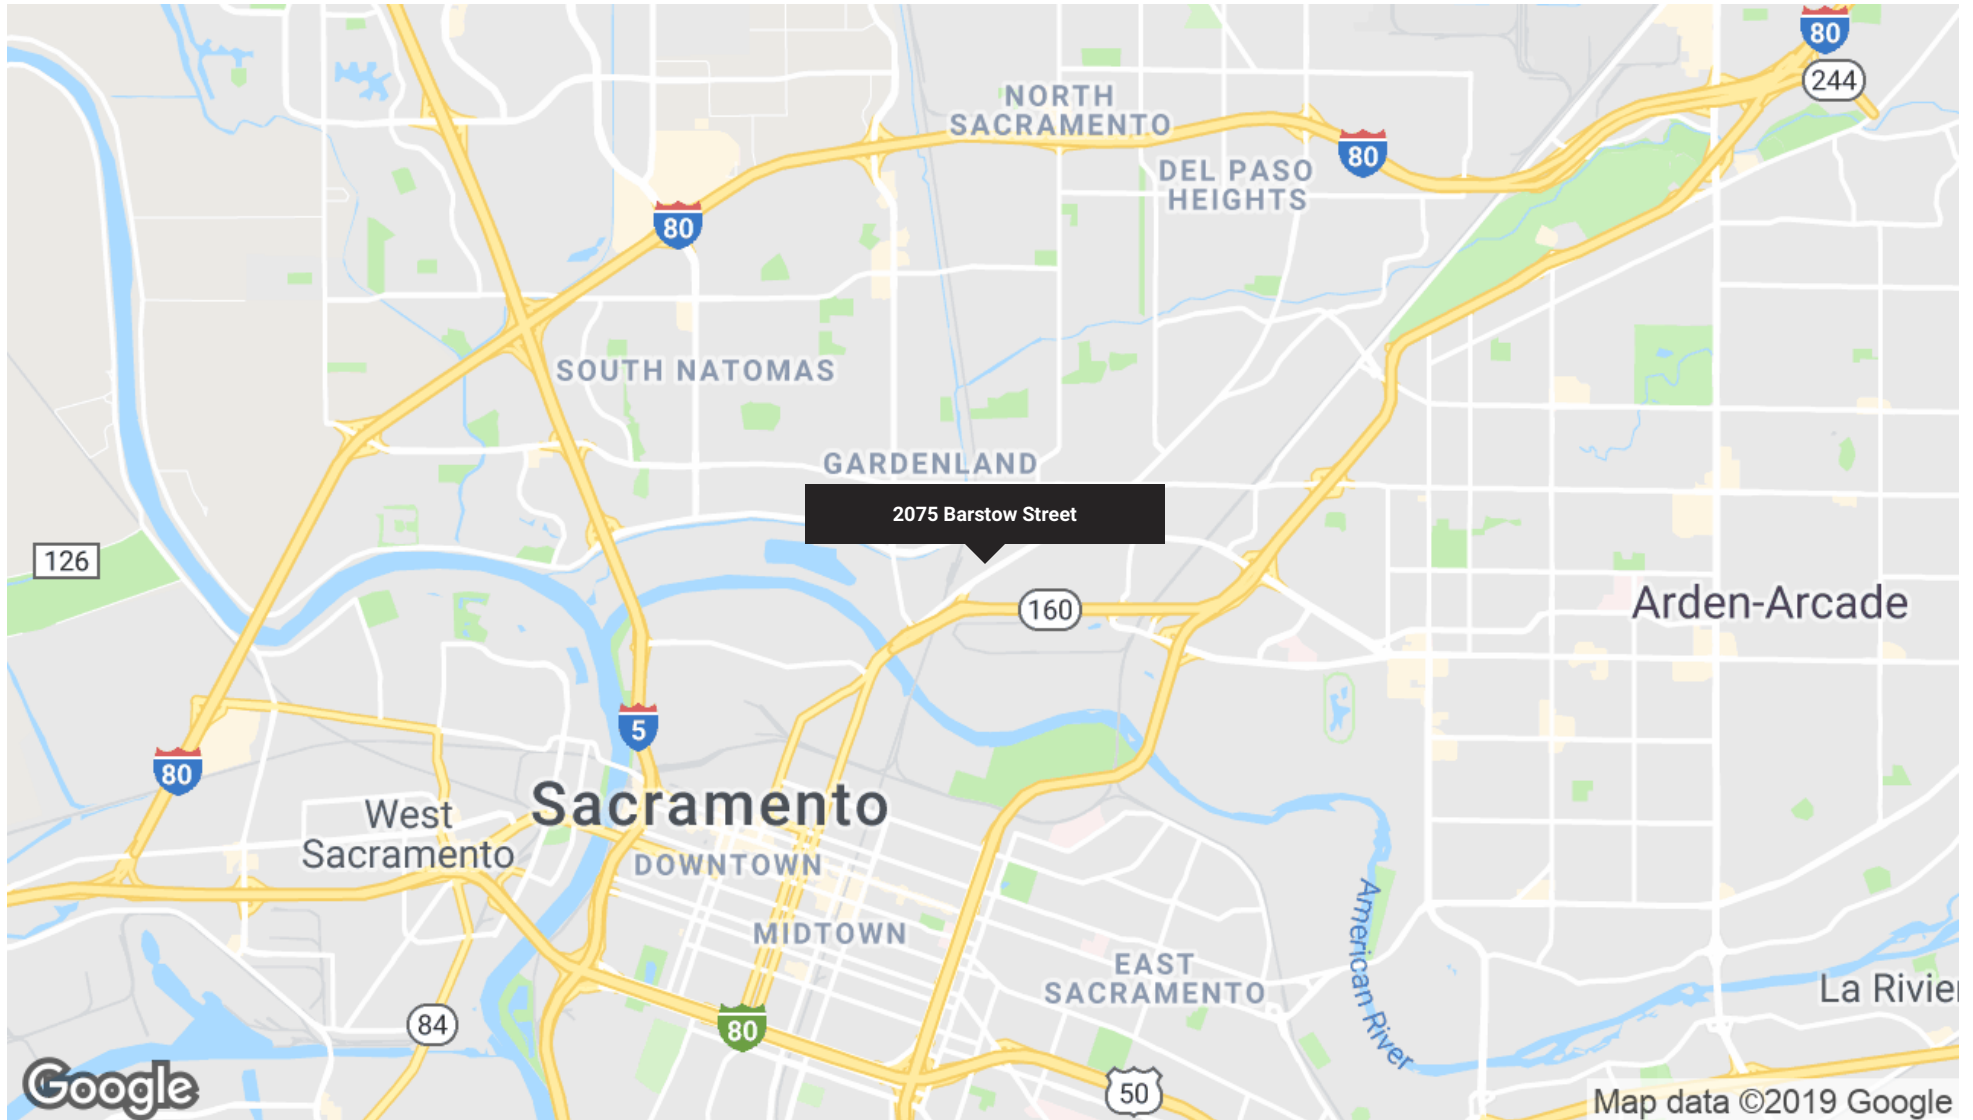 80
244
NORTH
SACRAMENTO
80
DEL PASO
HEIGHTS
80
SOUTH NATOMAS
GARDENLAND
2075 Barstow Street
126
160
Arden-Arcade
5
80
Sacramento
West
Sacramento
DOWNTOWN
MIDTOWN
American River
EAST
SACRAMENTO
La Rivie
84
80
50
Google
Map data ©2019 Google